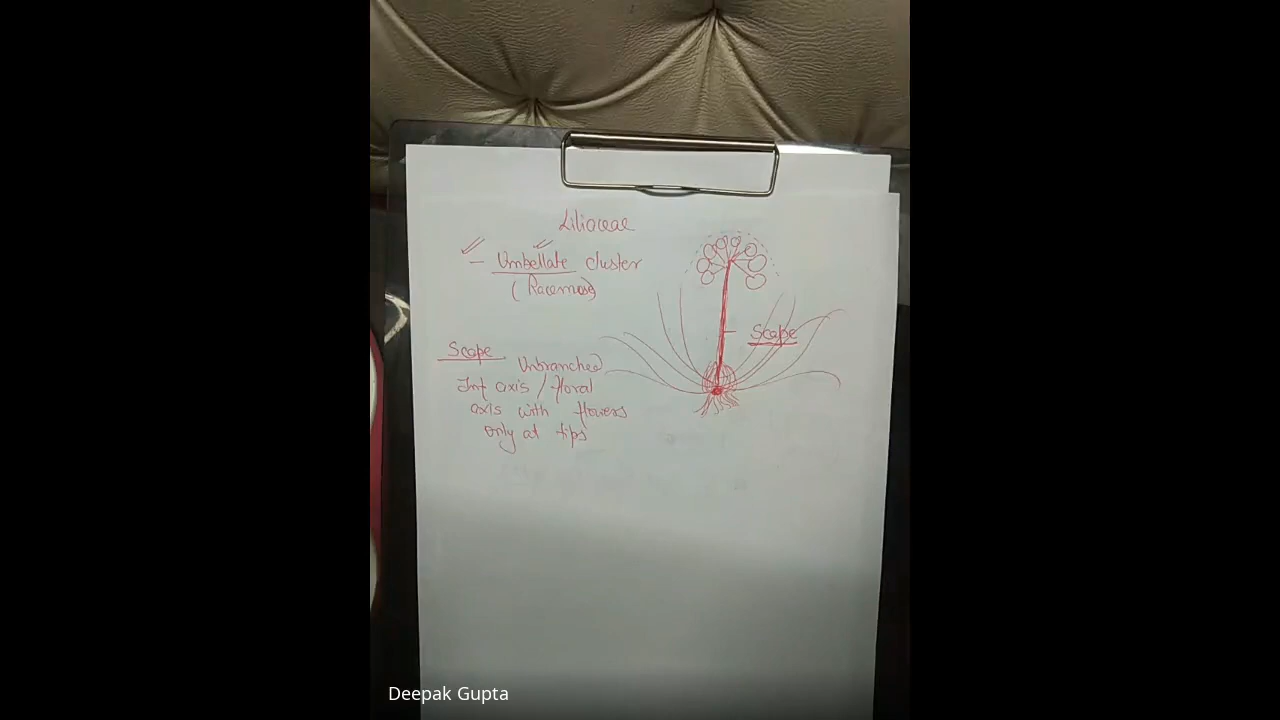 Liliaceae
- Umbellate cluster
(Racemose)
Scape
Scape Unbranched
Inf axis / floral
axis with flowers
only at tips
Deepak Gupta